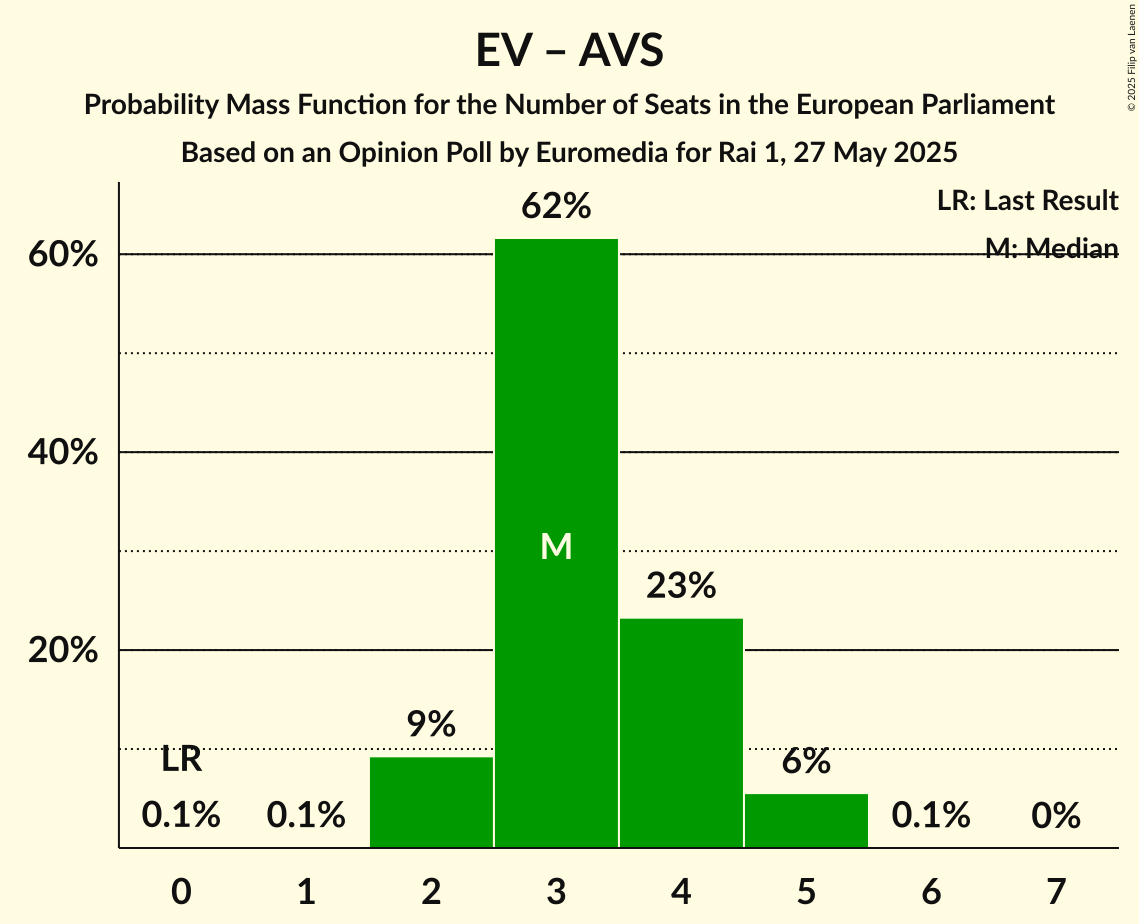 EV – AVS
Probability Mass Function for the Number of Seats in the European Parliament
Based on an Opinion Poll by Euromedia for Rai 1, 27 May 2025
© 2025 Filip van Laenen
LR: Last Result
M: Median
62%
60%
40%
M
23%
20%
9%
LR
6%
0.1%
0.1%
0.1%
0%
0 1 2 3 4 5 6 7